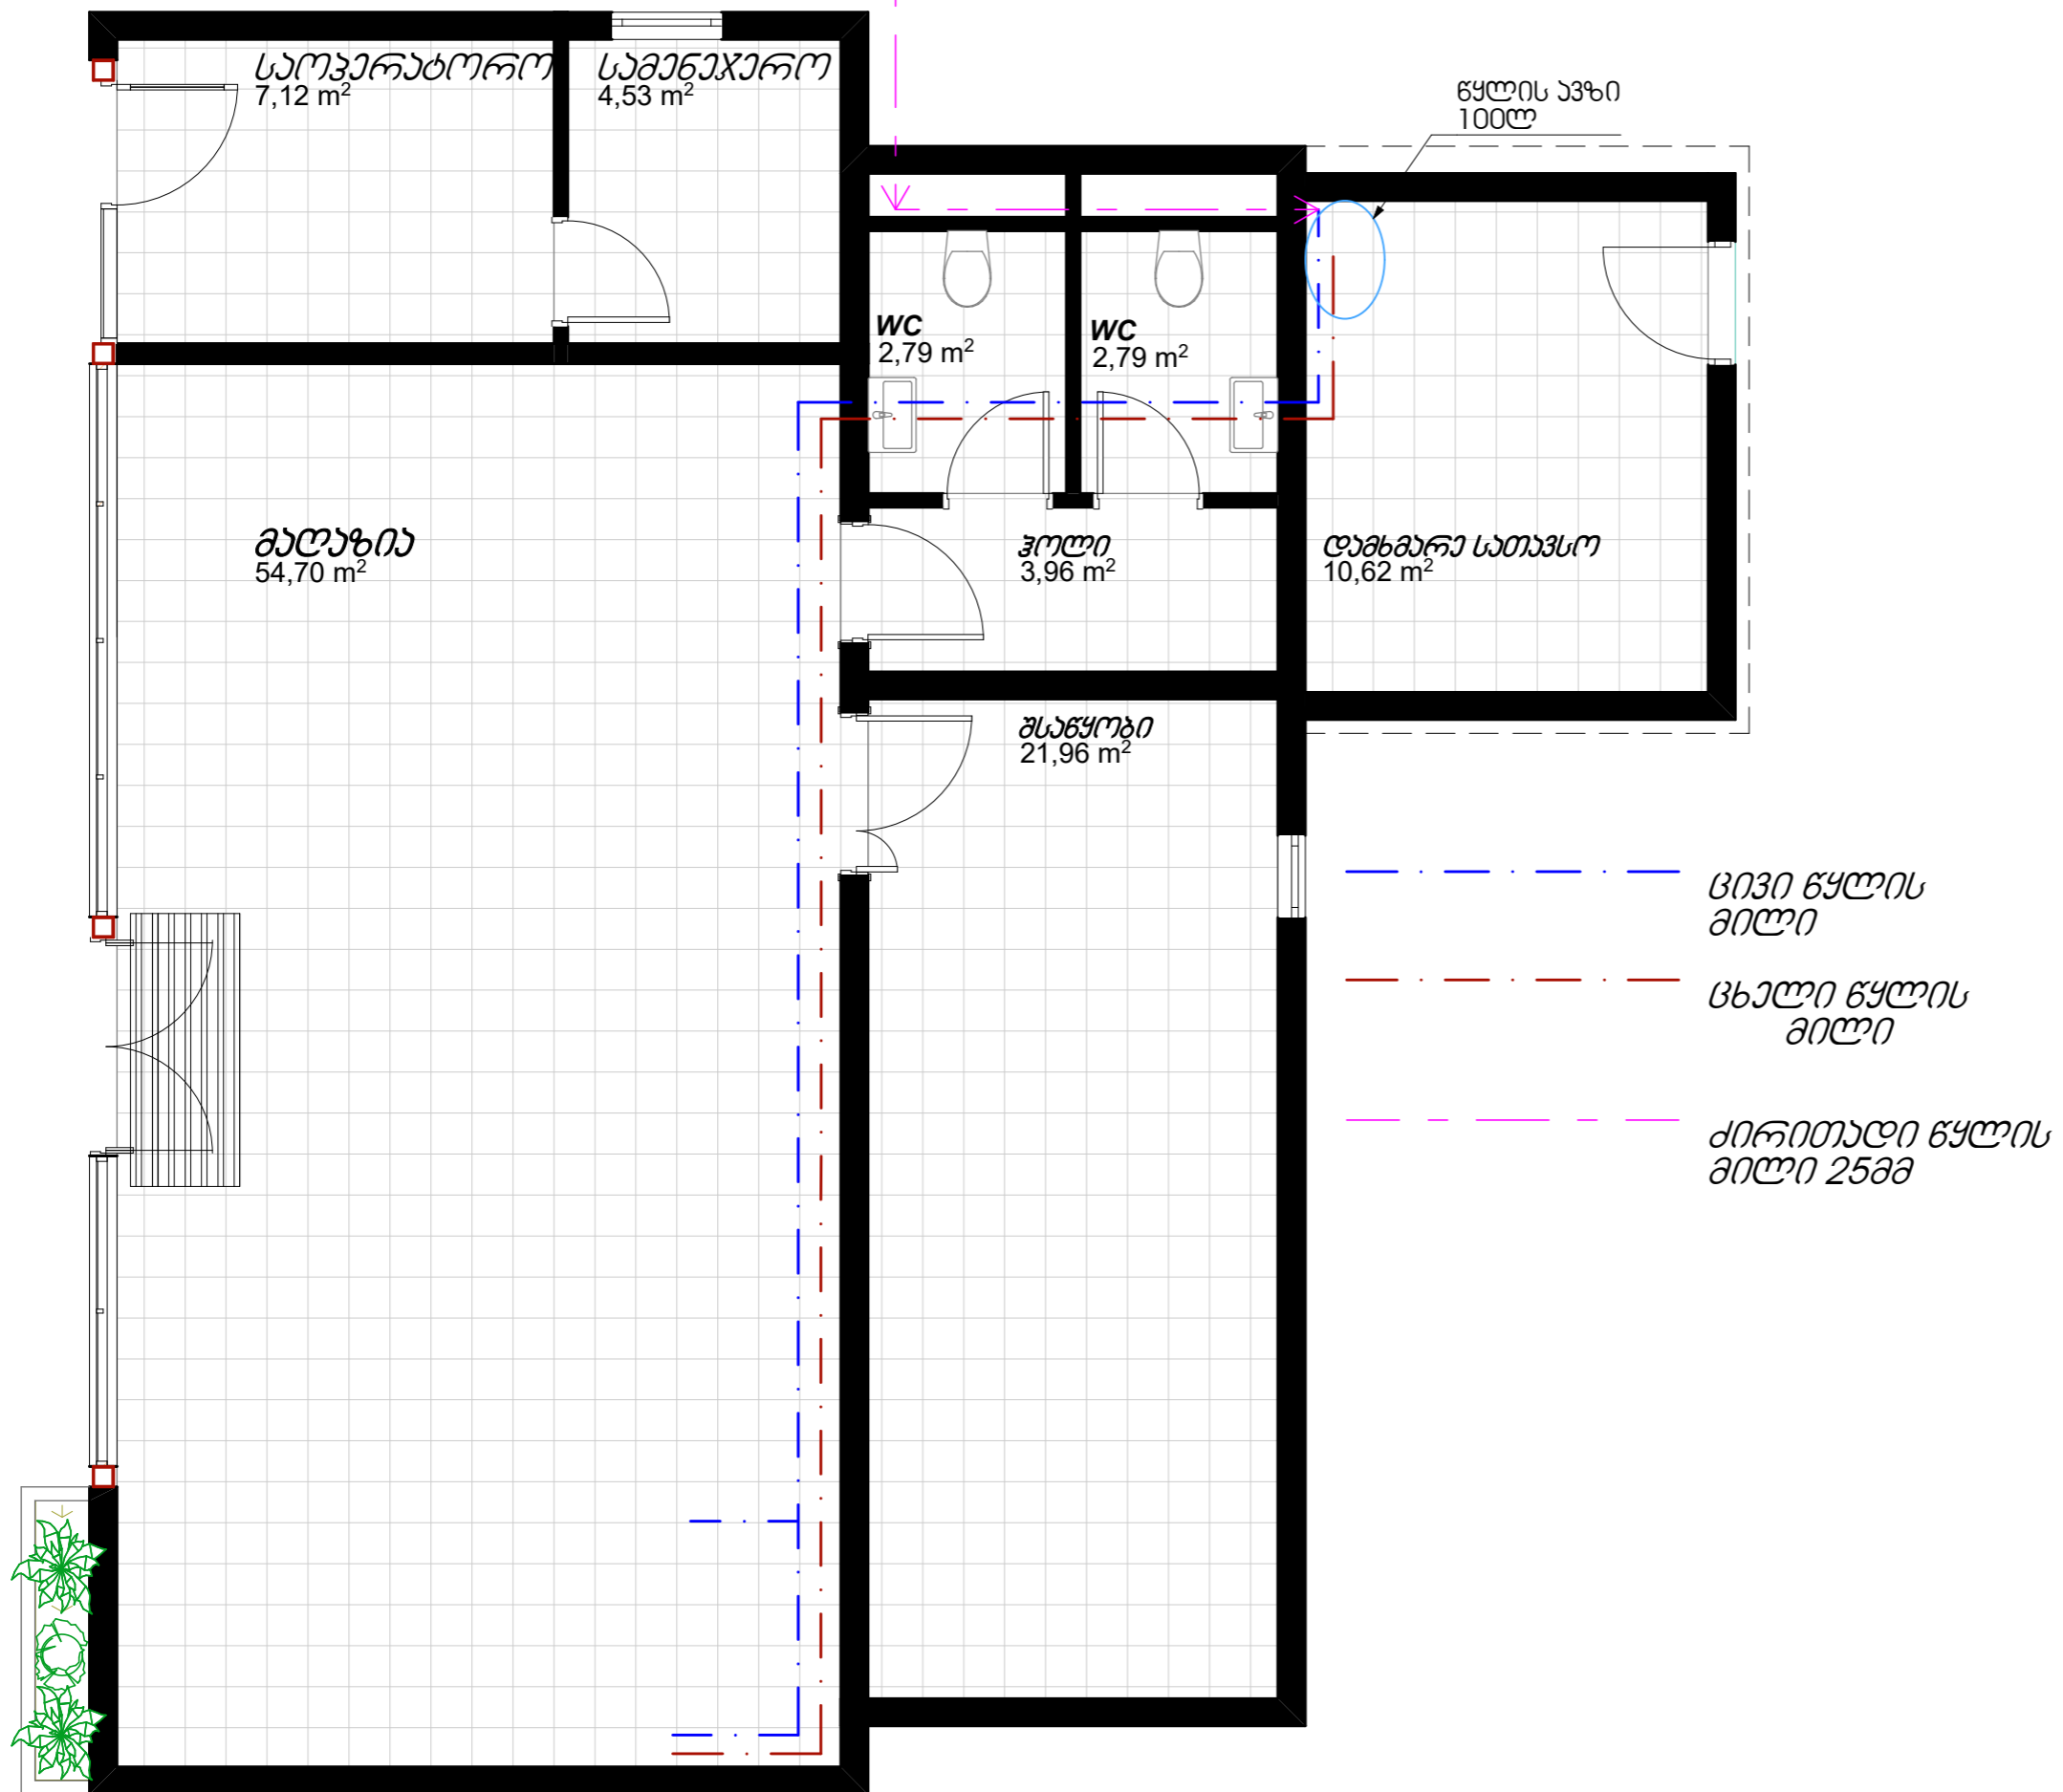 საოპერატორო
7,12 m²
სამენეჯერო
4,53 m²
წყლის ავზი
100ლ
WC
2,79 m²
WC
2,79 m²
მაღაზია
54,70 m²
ჰოლი
3,96 m²
დამხმარე სათავსო
10,62 m²
მსაწყობი
21,96 m²
ცივი წყლის
მილი
ცხელი წყლის
მილი
ძირითადი წყლის
მილი 25მმ